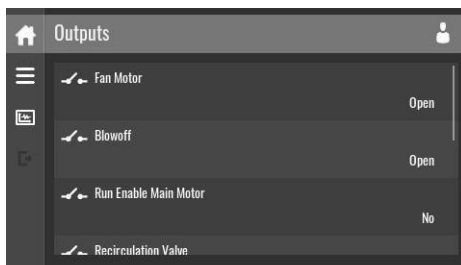 Outputs
Fan Motor
Open
Blowoff
Open
Run Enable Main Motor
No
Recirculation Valve